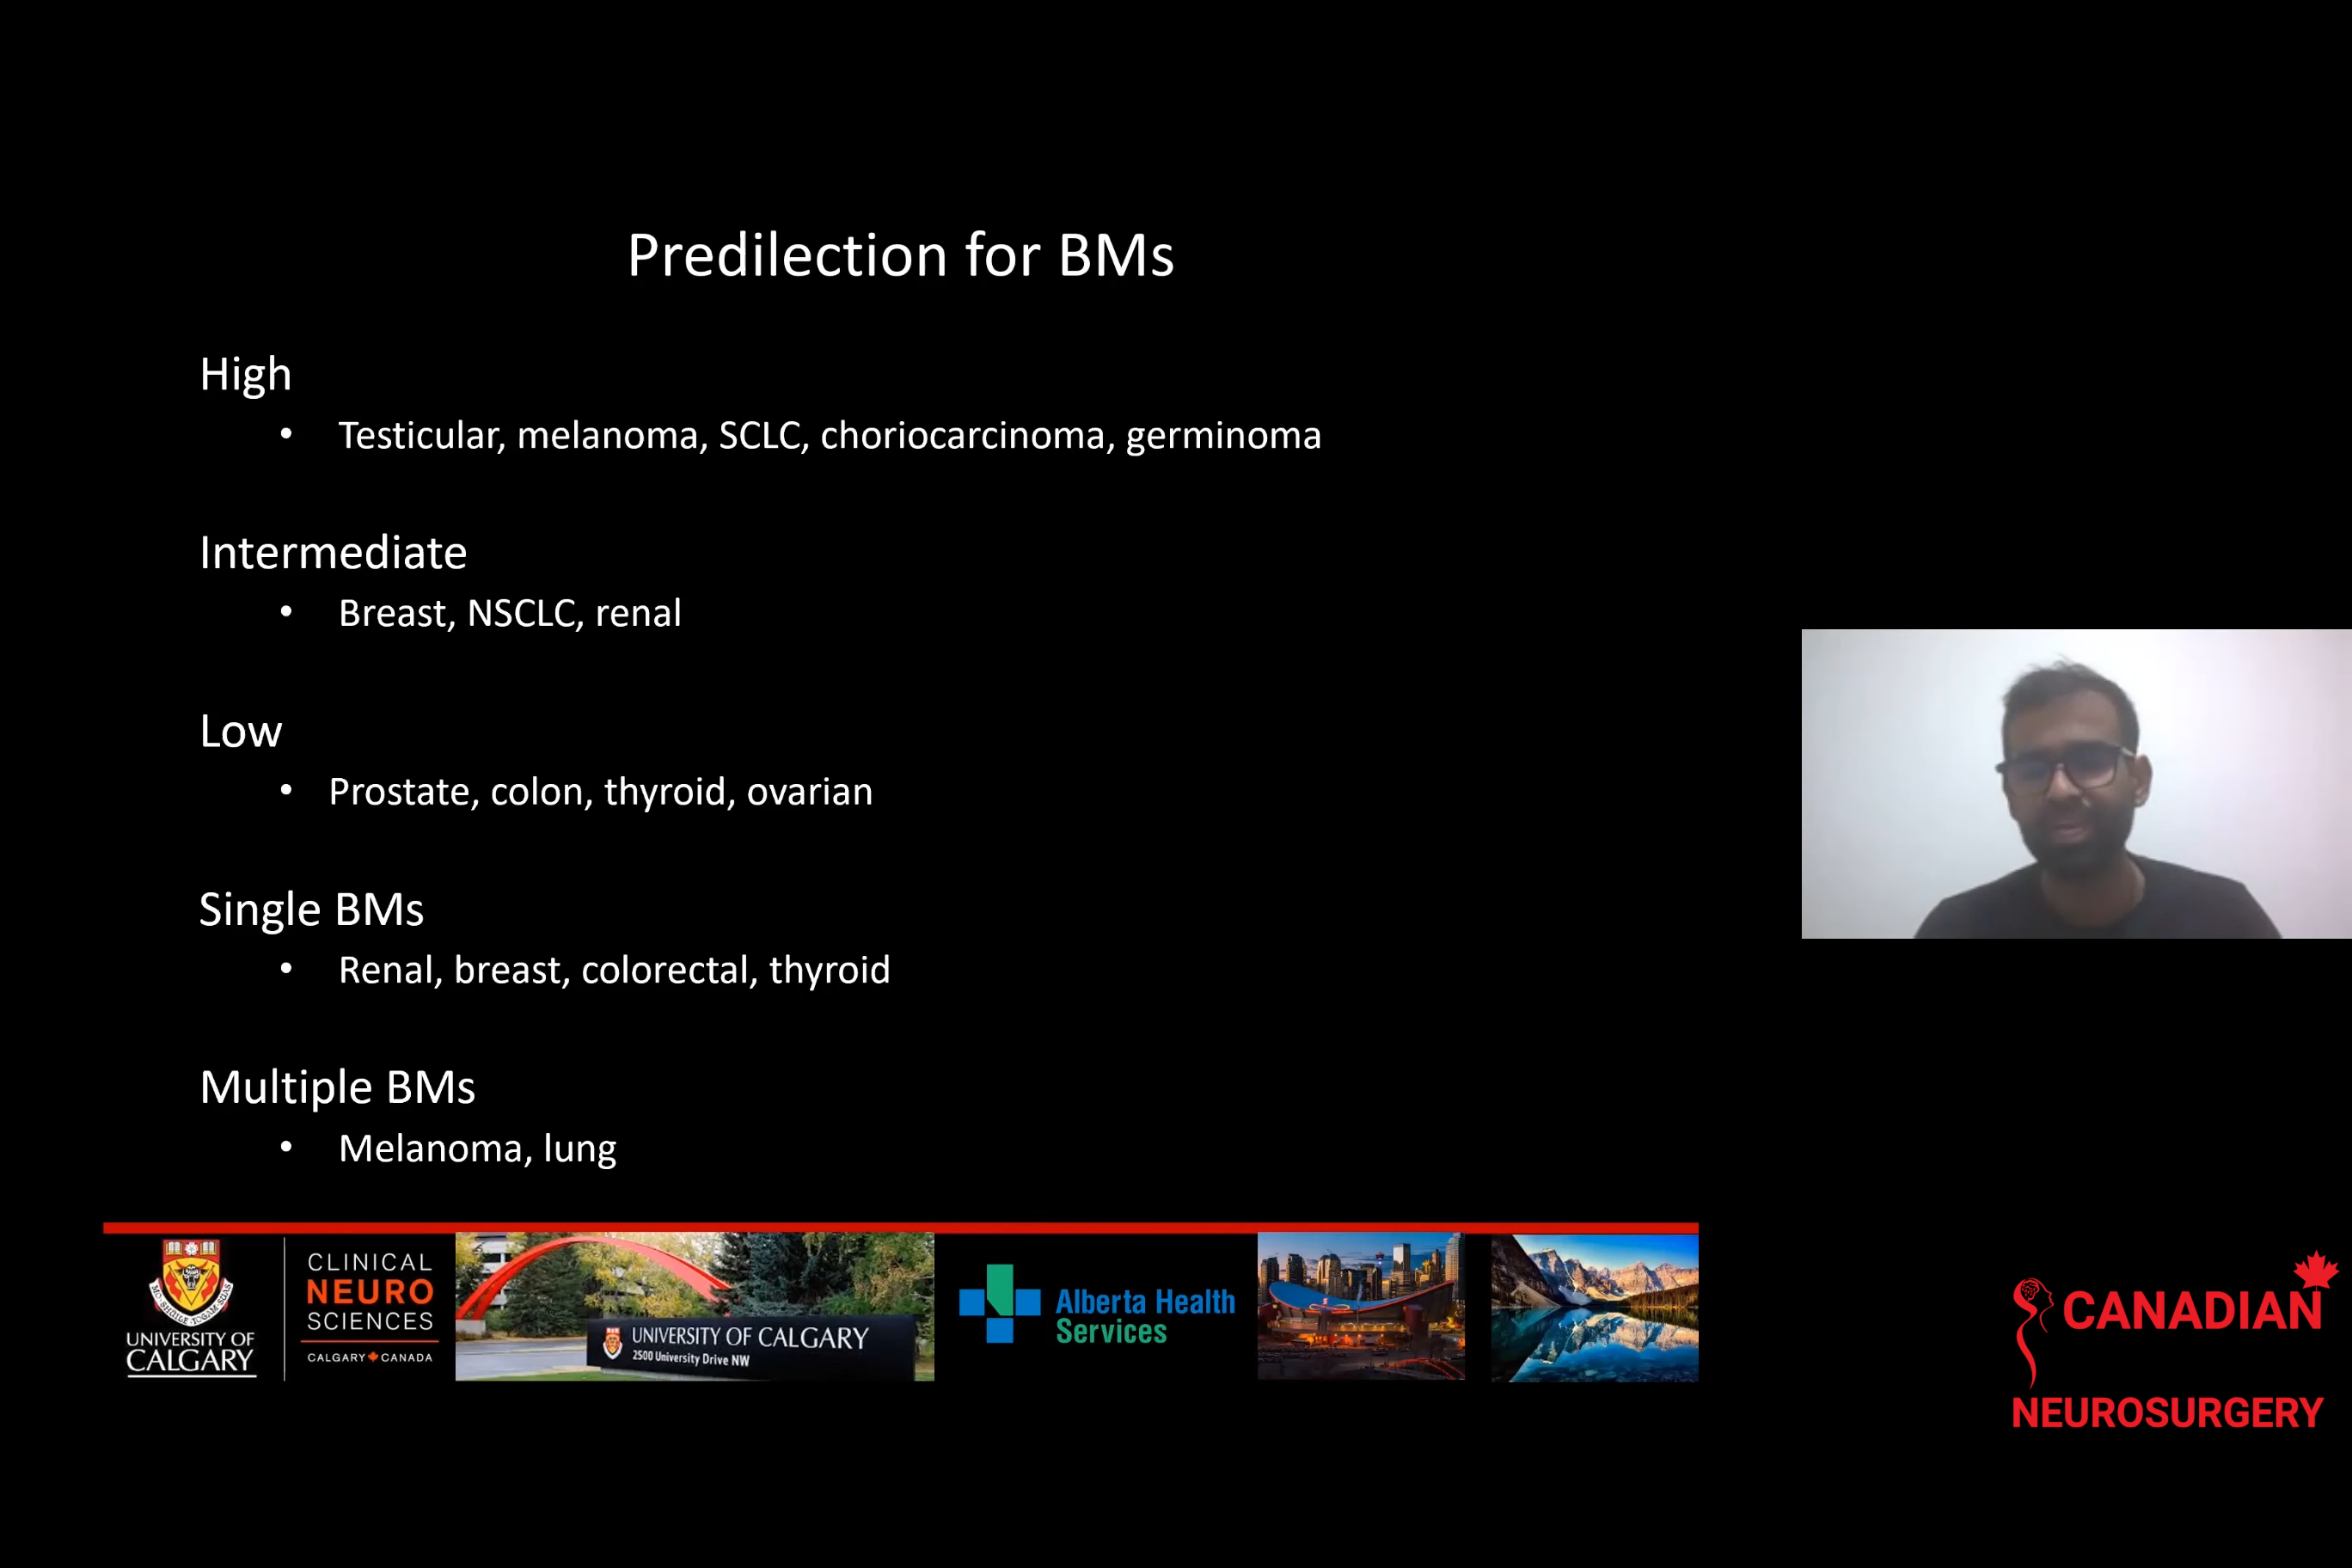 Predilection for BMs
High
• Testicular, melanoma, SCLC, choriocarcinoma, germinoma
Intermediate
• Breast, NSCLC, renal
Low
• Prostate, colon, thyroid, ovarian
Single BMs
• Renal, breast, colorectal, thyroid
Multiple BMs
• Melanoma, lung
UNIVERSITY OF
CALGARY
CLINICAL
NEURO
SCIENCES
CALGARY CANADA
UNIVERSITY OF CALGARY
2500 University Drive NW
Alberta Health
Services
CANADIAN
NEUROSURGERY